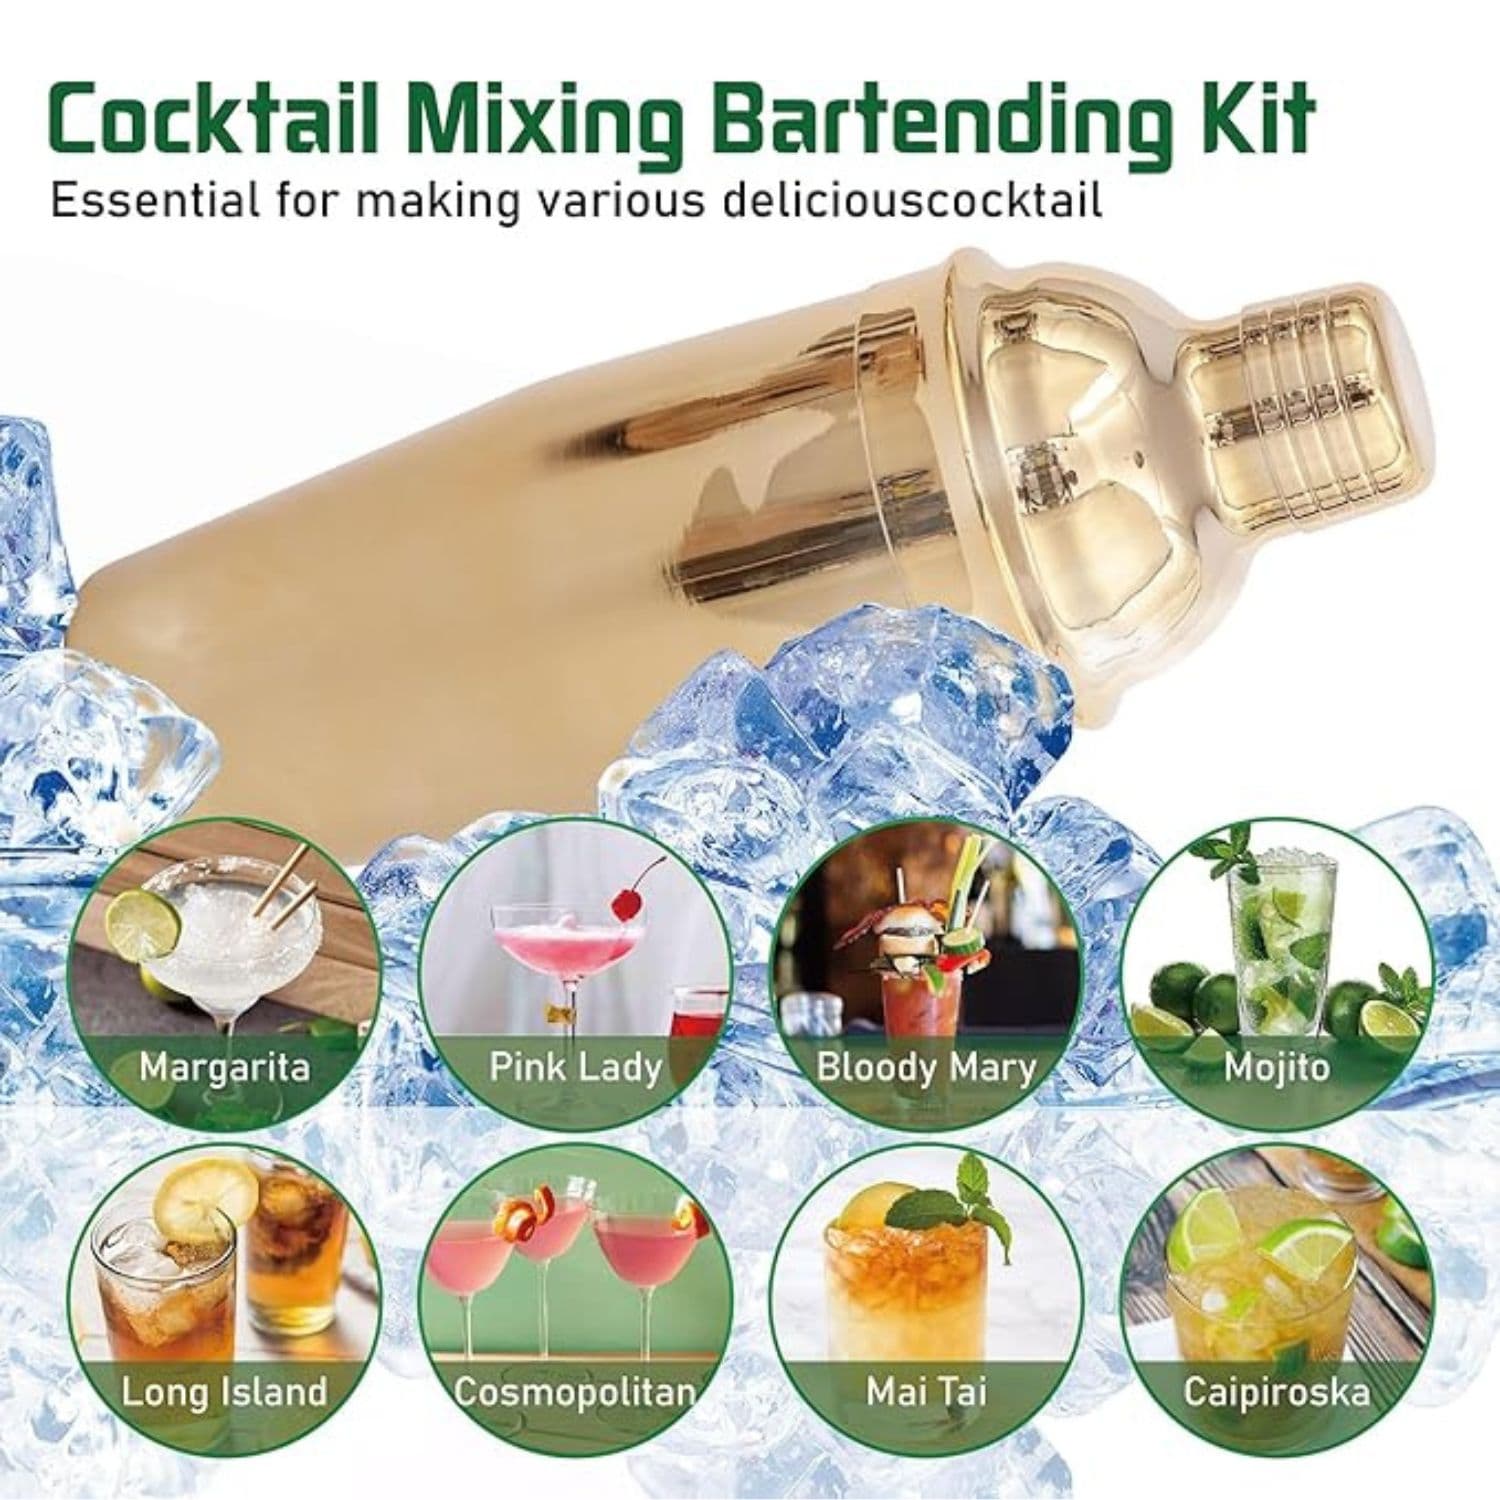 Cocktail Mixing Bartending Kit
Essential for making various deliciouscocktail
Margarita
Pink Lady
Bloody Mary
Mojito
Long Island
Cosmopolitan
Mai Tai
Caipiroska